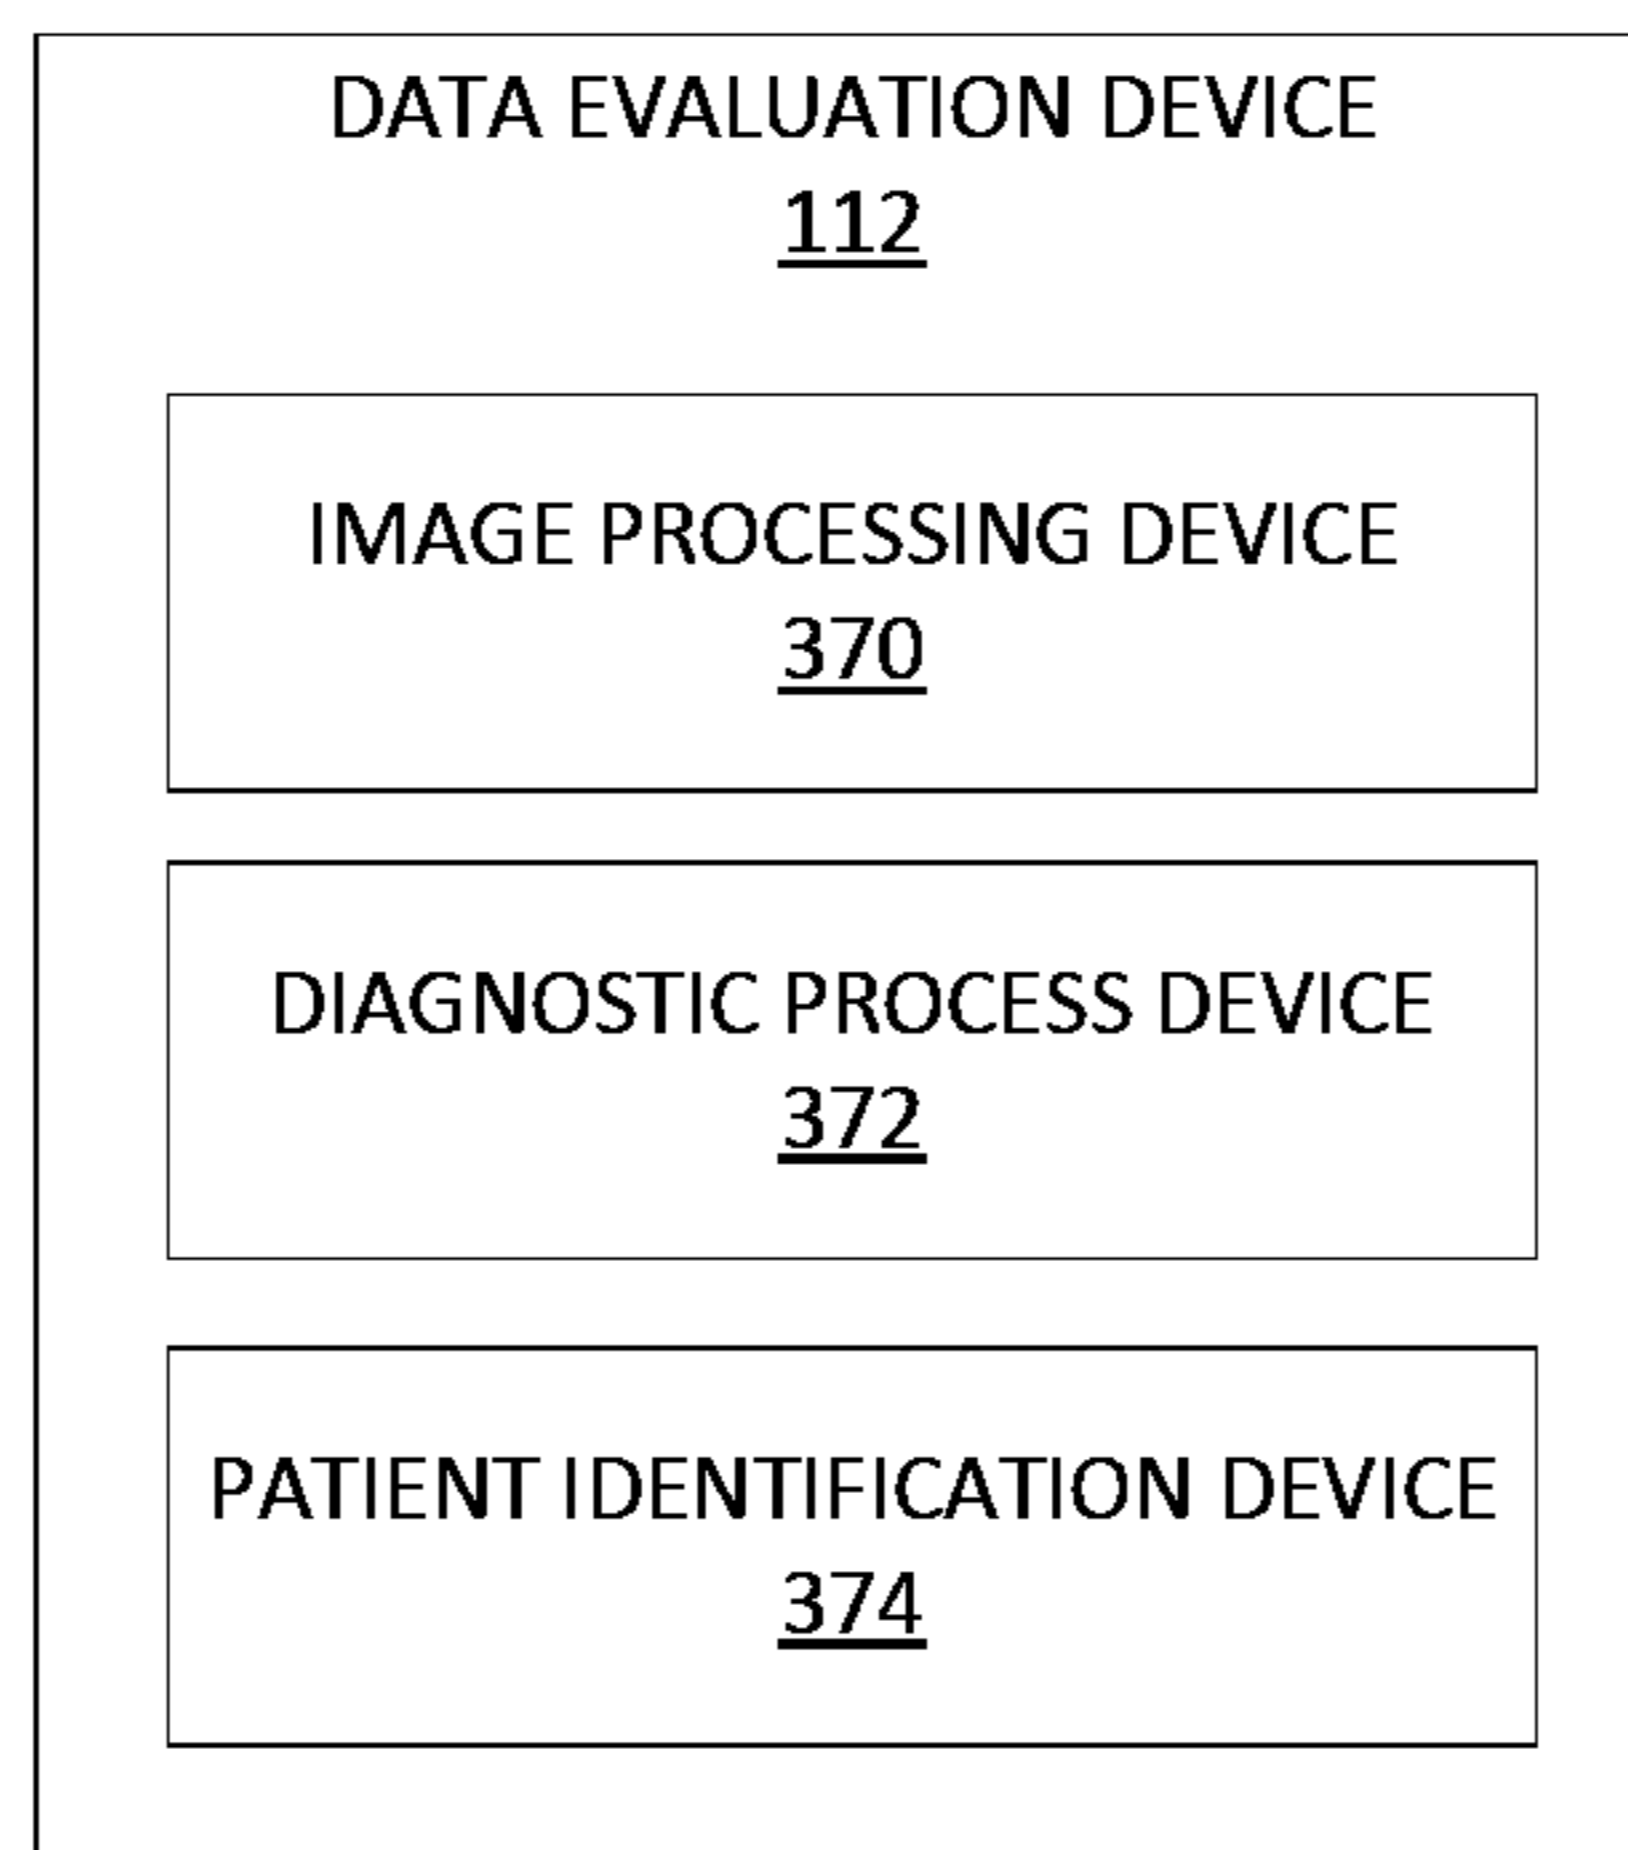 DATA EVALUATION DEVICE
112
IMAGE PROCESSING DEVICE
370
DIAGNOSTIC PROCESS DEVICE
372
PATIENT IDENTIFICATION DEVICE
374